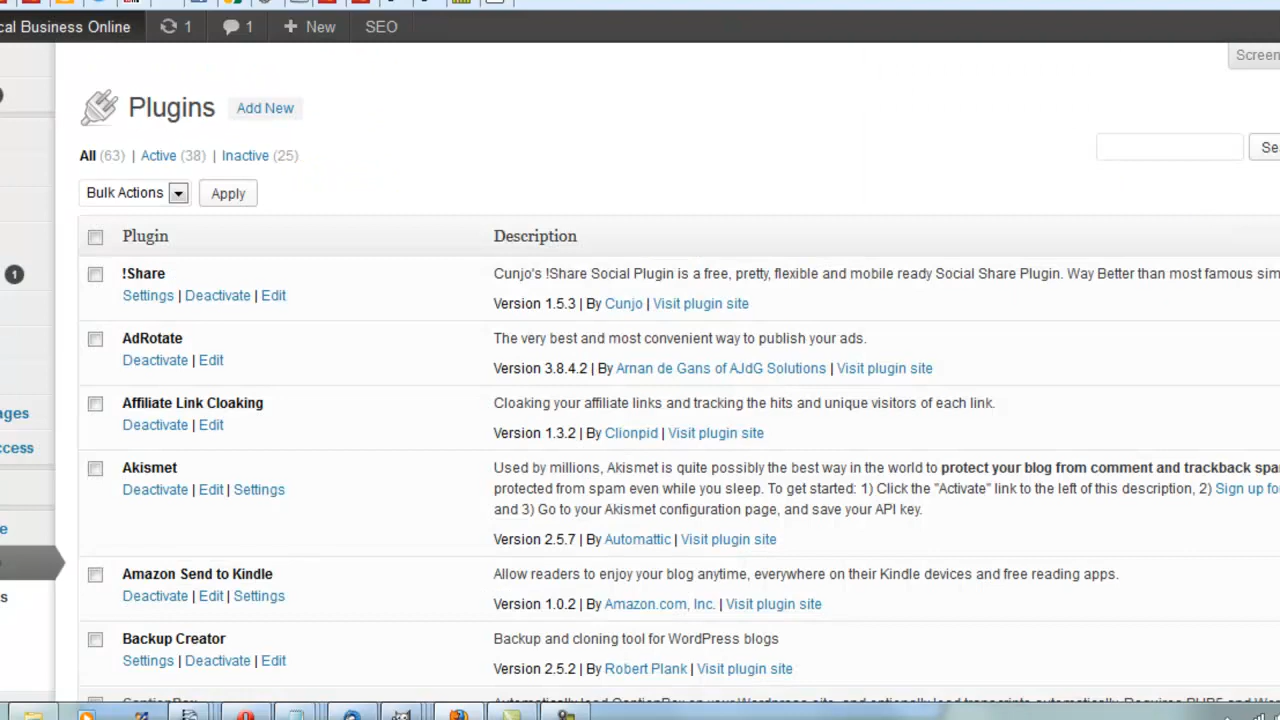 cal Business Online 1 1 New SEO
Screen
Plugins Add New
All (63) | Active (38) | Inactive (25)
Se
Bulk Actions Apply
Plugin Description
!Share Cunjo's !Share Social Plugin is a free, pretty, flexible and mobile ready Social Share Plugin. Way Better than most famous sim
Settings | Deactivate | Edit
Version 1.5.3 | By Cunjo | Visit plugin site
1
AdRotate The very best and most convenient way to publish your ads.
Deactivate | Edit
Version 3.8.4.2 | By Arnan de Gans of AJdG Solutions | Visit plugin site
Affiliate Link Cloaking Cloaking your affiliate links and tracking the hits and unique visitors of each link.
ages
Deactivate | Edit
Version 1.3.2 | By Clionpid | Visit plugin site
ccess
Akismet Used by millions, Akismet is quite possibly the best way in the world to protect your blog from comment and trackback spa
Deactivate | Edit | Settings protected from spam even while you sleep. To get started: 1) Click the "Activate" link to the left of this description, 2) Sign up fo
and 3) Go to your Akismet configuration page, and save your API key.
e
Version 2.5.7 | By Automattic | Visit plugin site
Amazon Send to Kindle Allow readers to enjoy your blog anytime, everywhere on their Kindle devices and free reading apps.
s
Deactivate | Edit | Settings
Version 1.0.2 | By Amazon.com, Inc. | Visit plugin site
Backup Creator Backup and cloning tool for WordPress blogs
Settings | Deactivate | Edit
Version 2.5.2 | By Robert Plank | Visit plugin site